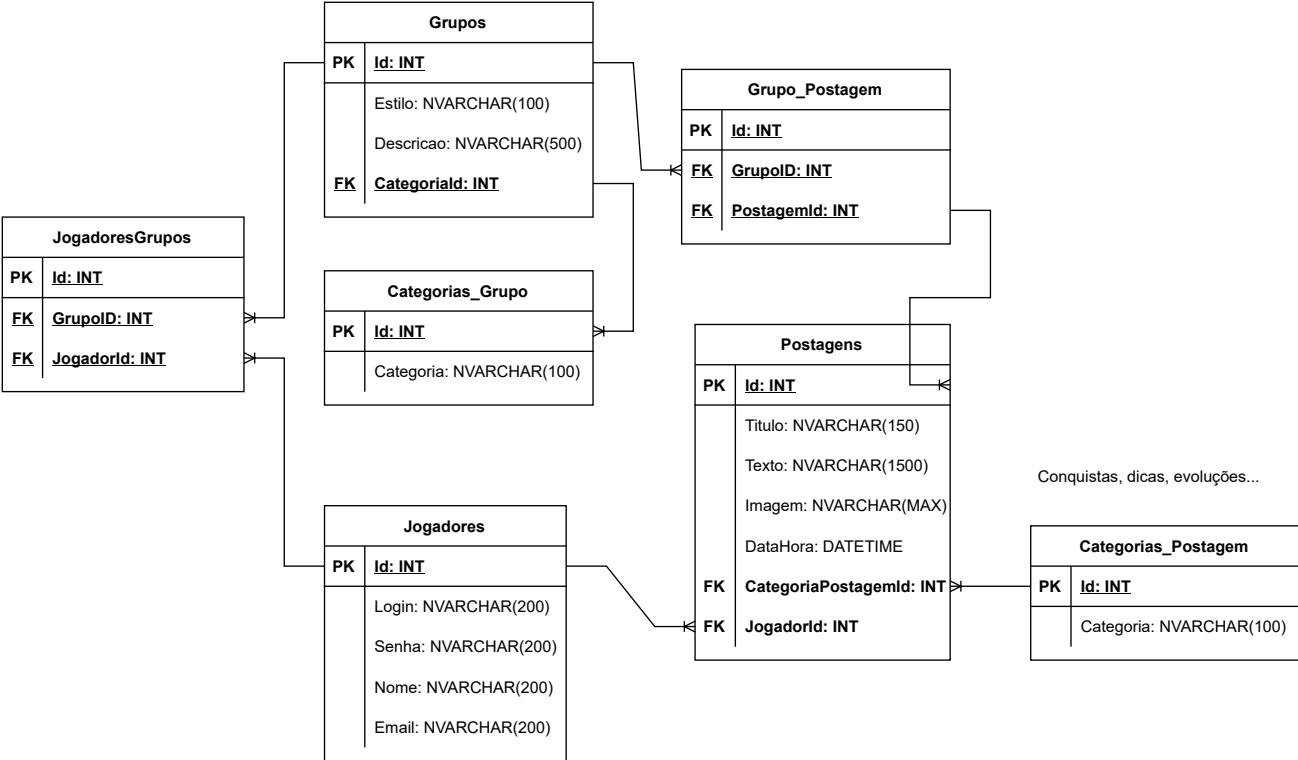 Grupos
PK Id: INT
Estilo: NVARCHAR(100)
Descricao: NVARCHAR(500)
FK CategoriaId: INT
Grupo_Postagem
PK Id: INT
FK GrupoID: INT
FK PostagemId: INT
JogadoresGrupos
PK Id: INT
FK GrupoID: INT
FK JogadorId: INT
Categorias_Grupo
PK Id: INT
Categoria: NVARCHAR(100)
Postagens
PK Id: INT
Titulo: NVARCHAR(150)
Texto: NVARCHAR(1500)
Imagem: NVARCHAR(MAX)
DataHora: DATETIME
FK CategoriaPostagemId: INT
FK JogadorId: INT
Conquistas, dicas, evoluções...
Categorias_Postagem
PK Id: INT
Categoria: NVARCHAR(100)
Jogadores
PK Id: INT
Login: NVARCHAR(200)
Senha: NVARCHAR(200)
Nome: NVARCHAR(200)
Email: NVARCHAR(200)